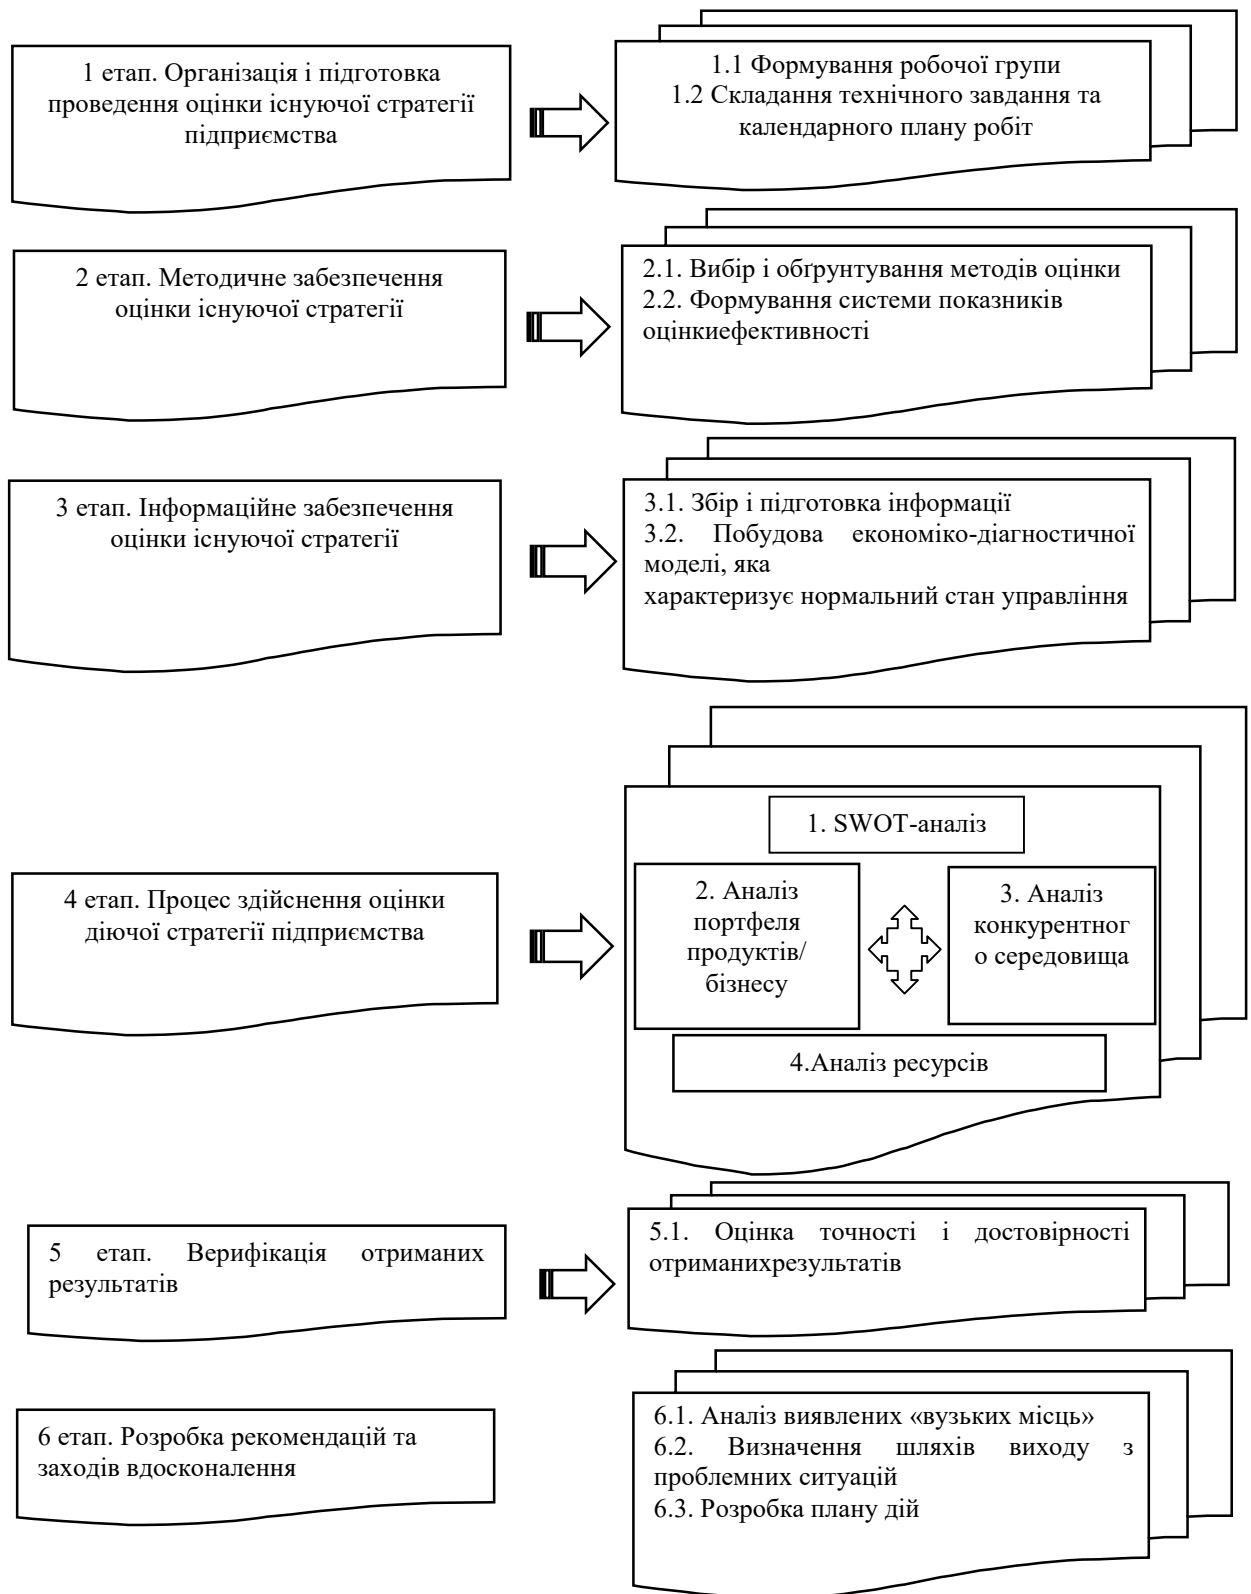 1 етап. Організація і підготовка
проведення оцінки існуючої стратегії
підприємства
1.1 Формування робочої групи
1.2 Складання технічного завдання та
календарного плану робіт
2 етап. Методичне забезпечення
оцінки існуючої стратегії
2.1. Вибір і обґрунтування методів оцінки
2.2. Формування системи показників
оцінкиефективності
3 етап. Інформаційне забезпечення
оцінки існуючої стратегії
3.1. Збір і підготовка інформації
3.2. Побудова економіко-діагностичної
моделі, яка
характеризує нормальний стан управління
4 етап. Процес здійснення оцінки
діючої стратегії підприємства
1. SWOT-аналіз
2. Аналіз
портфеля
продуктів/
бізнесу
3. Аналіз
конкурентног
о середовища
4.Аналіз ресурсів
5 етап. Верифікація отриманих
результатів
5.1. Оцінка точності і достовірності
отриманихрезультатів
6 етап. Розробка рекомендацій та
заходів вдосконалення
6.1. Аналіз виявлених «вузьких місць»
6.2. Визначення шляхів виходу з
проблемних ситуацій
6.3. Розробка плану дій